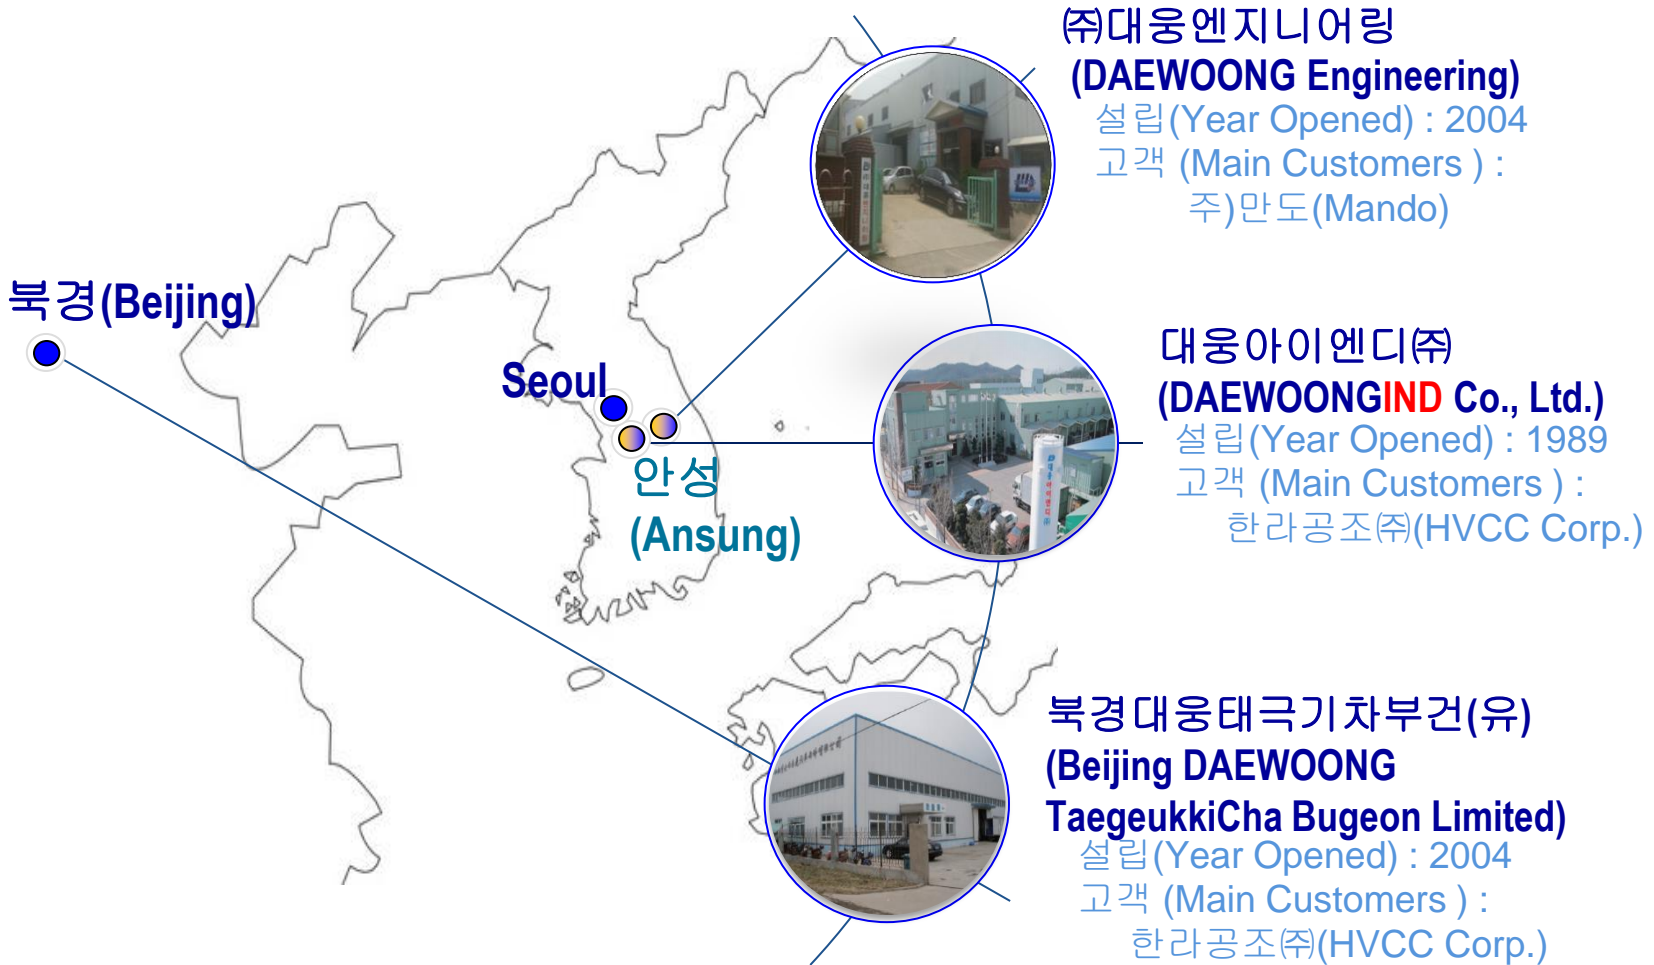 ㈜대웅엔지니어링
(DAEWOONG Engineering)
설립(Year Opened) : 2004
고객 (Main Customers ) :
주)만도(Mando)
북경(Beijing)
Seoul
안성
(Ansung)
대웅아이엔디㈜
(DAEWOONGIND Co., Ltd.)
설립(Year Opened) : 1989
고객 (Main Customers ) :
한라공조㈜(HVCC Corp.)
북경대웅태극기차부건(유)
(Beijing DAEWOONG
TaegeukkiCha Bugeon Limited)
설립(Year Opened) : 2004
고객 (Main Customers ) :
한라공조㈜(HVCC Corp.)